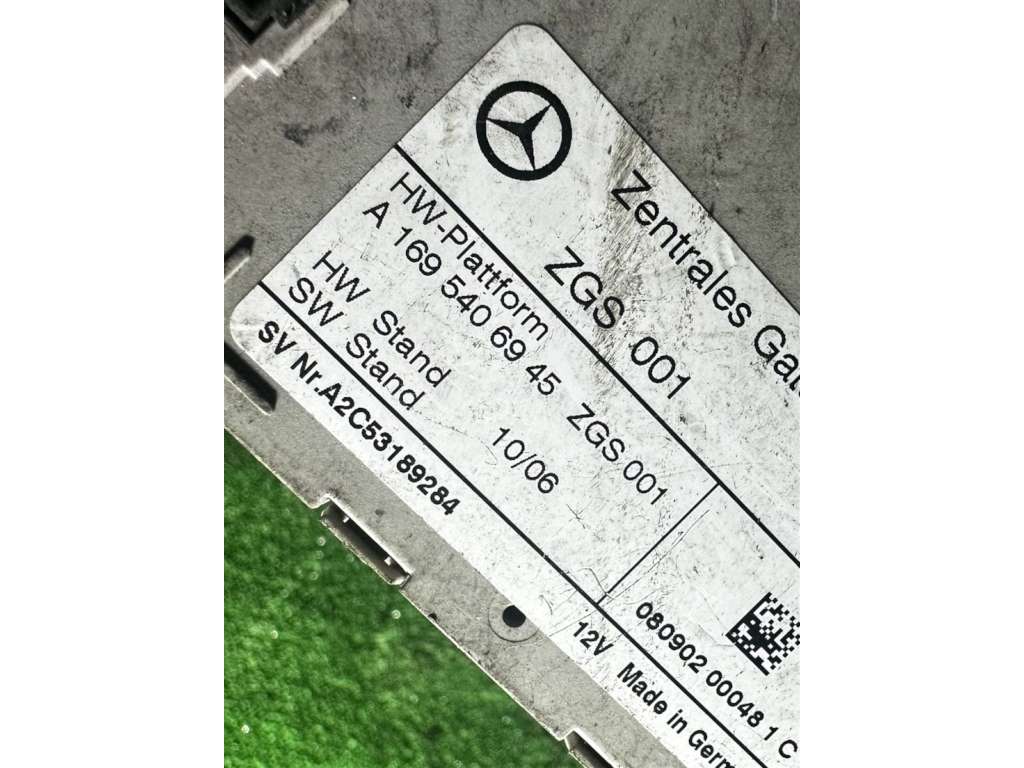 Zentrales
ZGS 001
HW-Plattform
A 169 540 69 45 ZGS 001
HW Stand
SW Stand 10/06
SV Nr.A2C53189284
080902 00048 1 C
12V Made in